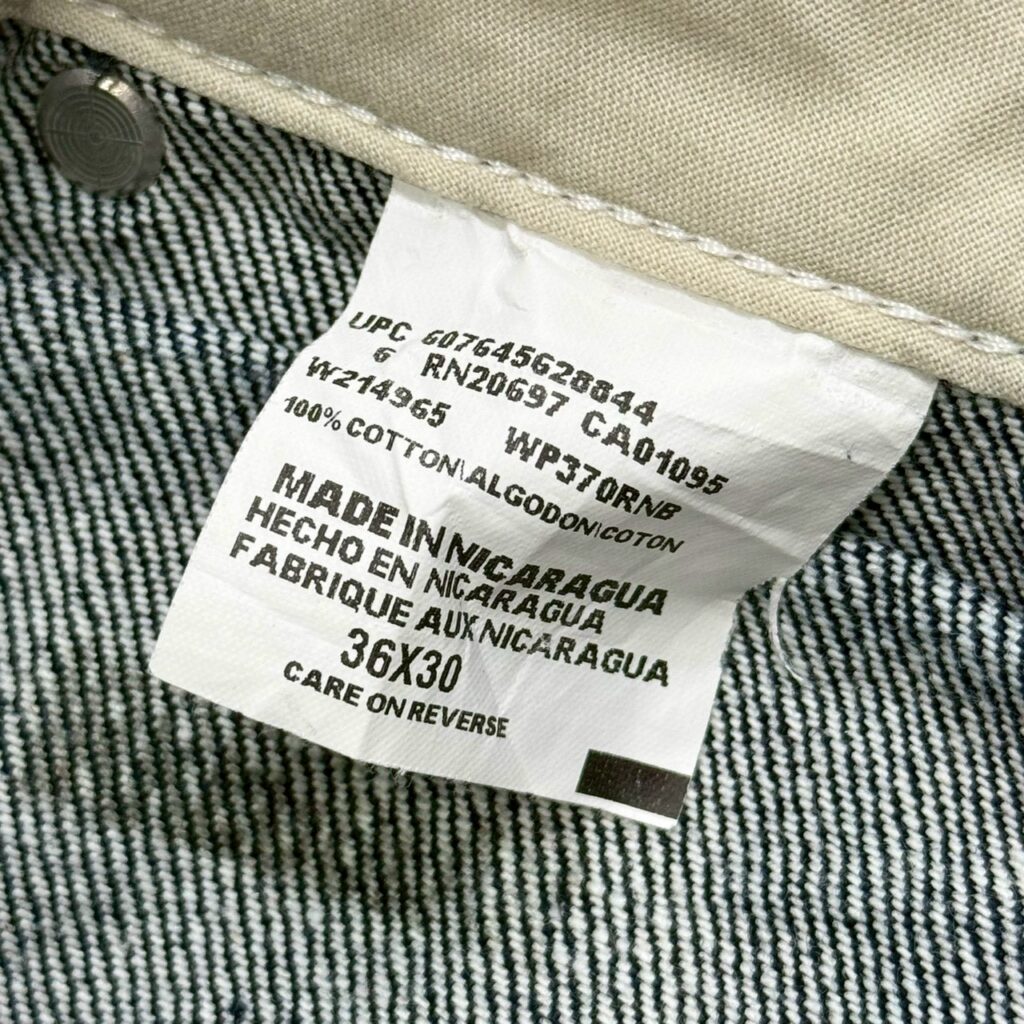 UPC 607645628844
6 RN20697 CA01095
W214965 WP370RNB
100% COTTON\ALGODON\COTON
MADE IN NICARAGUA
HECHO EN NICARAGUA
FABRIQUE AUX NICARAGUA
36X30
CARE ON REVERSE